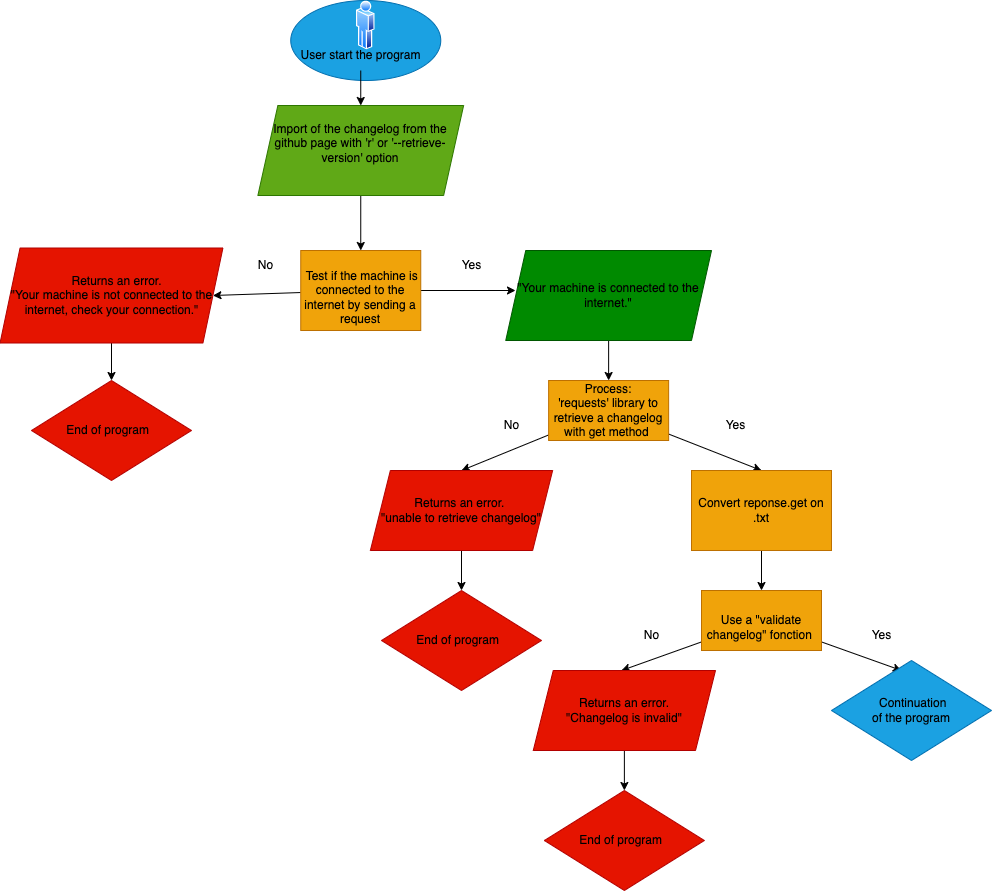 User start the program
Import of the changelog from the
github page with 'r' or '--retrieve-
version' option
No
Yes
Test if the machine is
connected to the
internet by sending a
request
Returns an error.
"Your machine is not connected to the
internet, check your connection."
"Your machine is connected to the
internet."
End of program
Process:
'requests' library to
retrieve a changelog
with get method
No
Yes
Returns an error.
"unable to retrieve changelog"
Convert reponse.get on
.txt
End of program
Use a "validate
changelog" fonction
No
Yes
Returns an error.
"Changelog is invalid"
Continuation
of the program
End of program